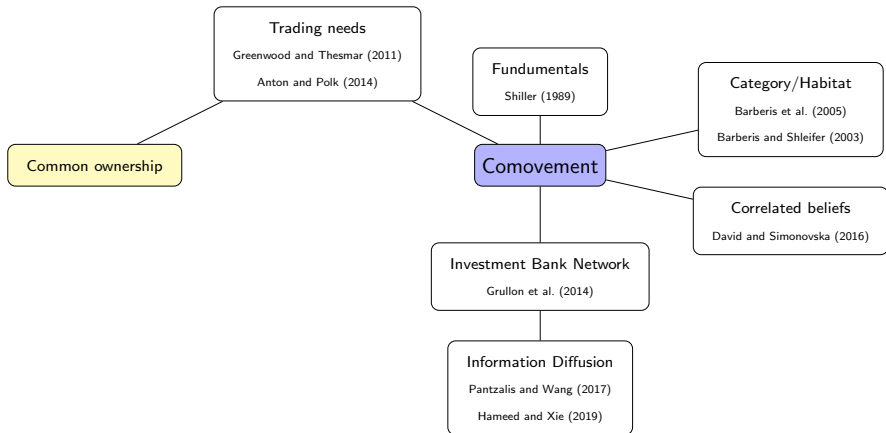 Trading needs
Greenwood and Thesmar (2011)
Anton and Polk (2014)
Fundumentals
Shiller (1989)
Category/Habitat
Barberis et al. (2005)
Barberis and Shleifer (2003)
Common ownership
Comovement
Correlated beliefs
David and Simonovska (2016)
Investment Bank Network
Grullon et al. (2014)
Information Diffusion
Pantzalis and Wang (2017)
Hameed and Xie (2019)